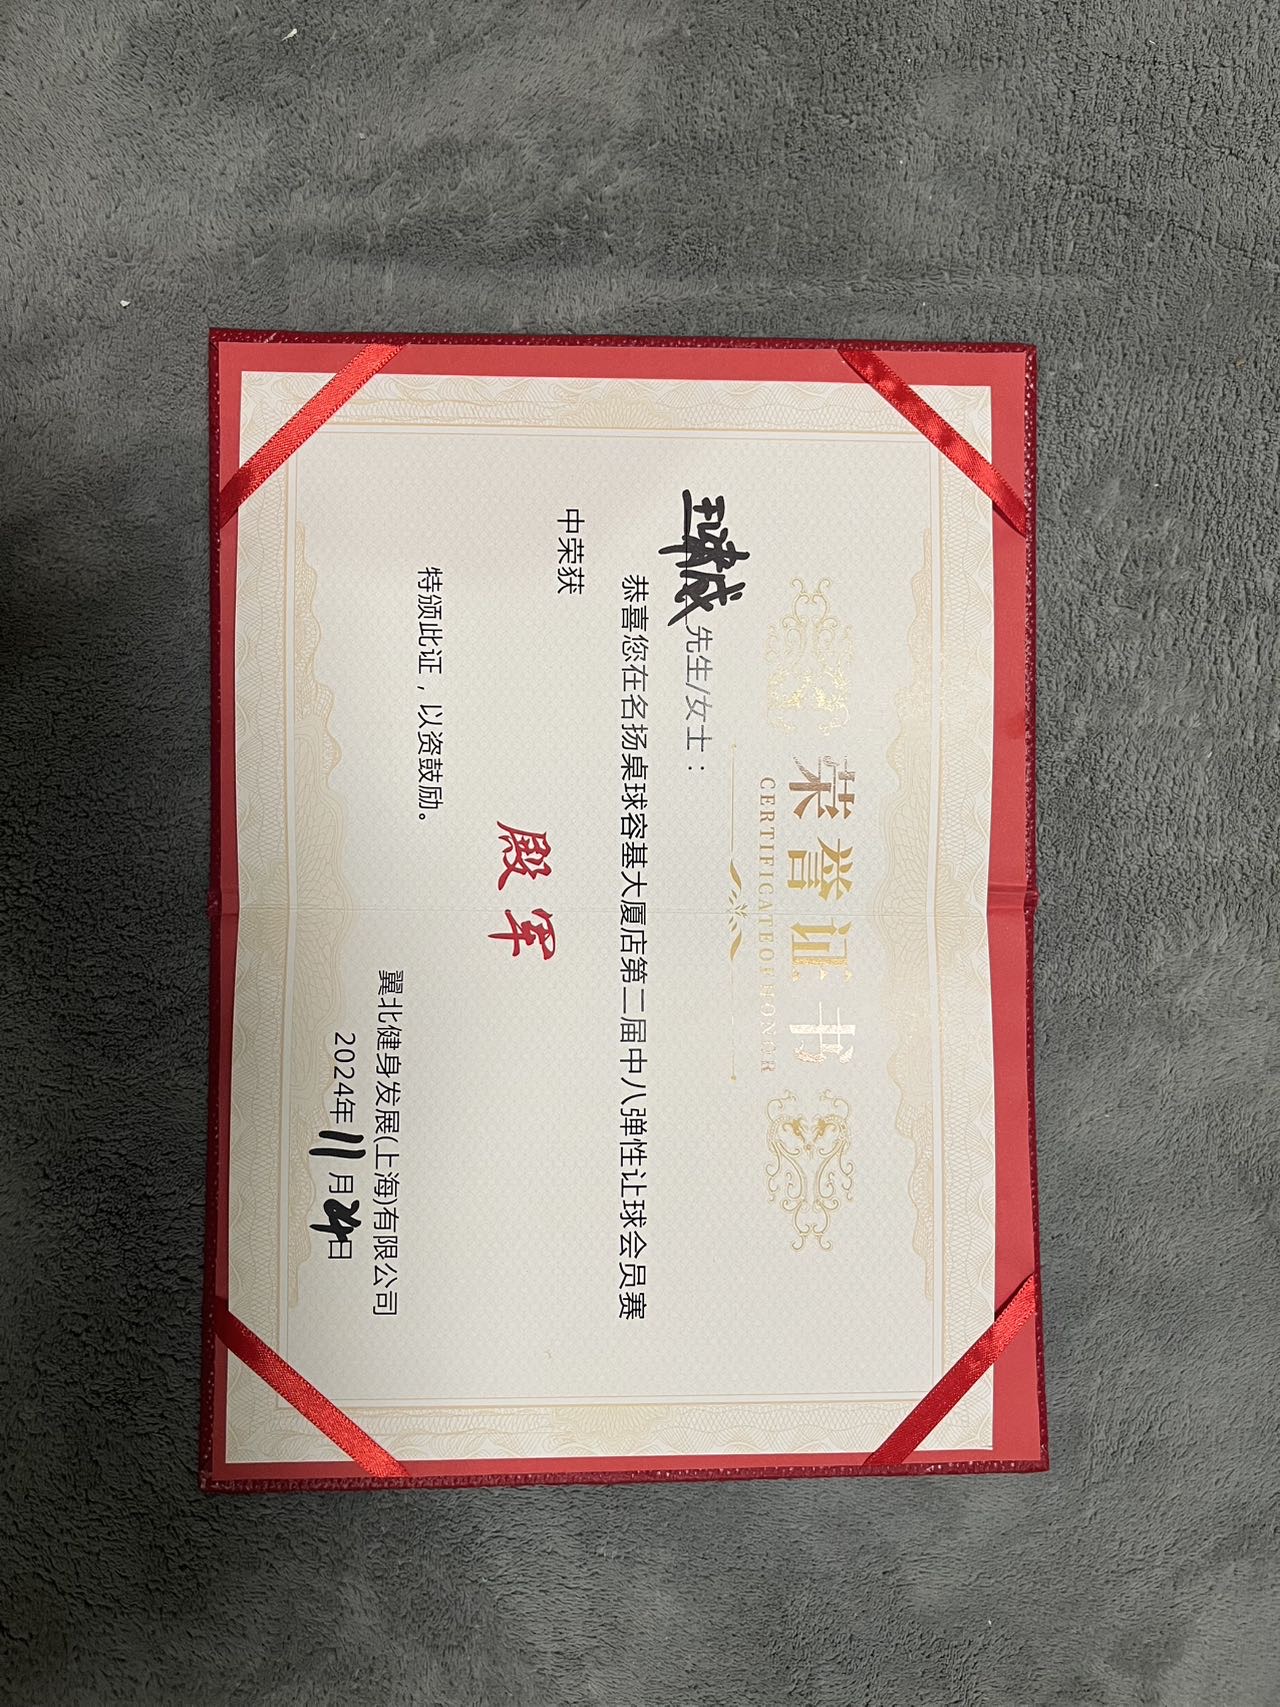 荣誉证书
CERTIFICATE OF HONOR
先生/女士：
恭喜您在名扬桌球容基大厦店第二届中八弹性让球会员赛
中荣获
殿军
特颁此证，以资鼓励。
翼北健身发展(上海)有限公司
2024年11月24日